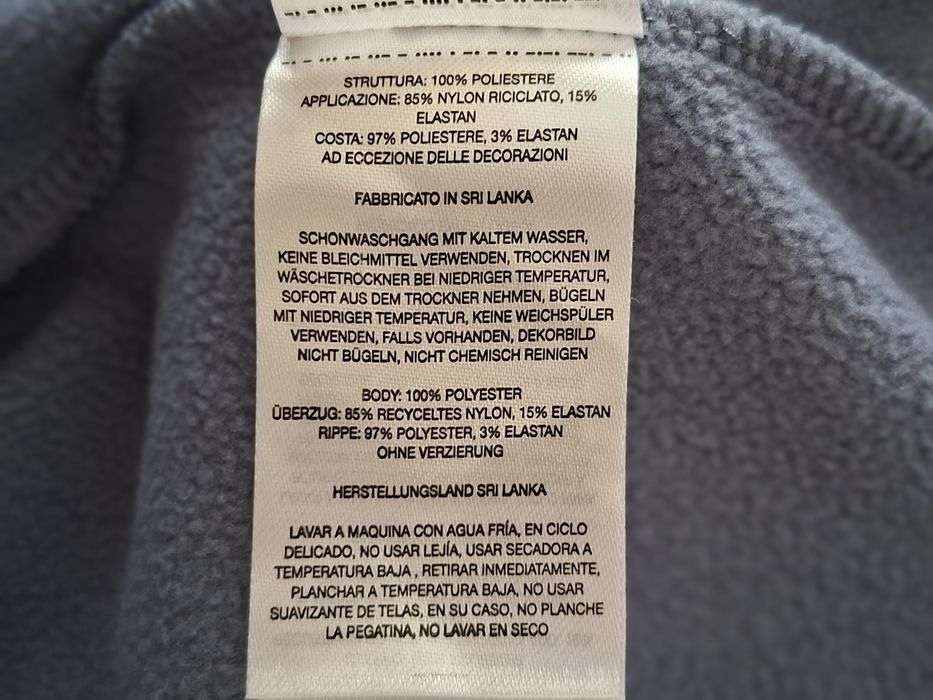 STRUTTURA: 100% POLIESTERE
APPLICAZIONE: 85% NYLON RICICLATO, 15%
ELASTAN
COSTA: 97% POLIESTERE, 3% ELASTAN
AD ECCEZIONE DELLE DECORAZIONI
FABBRICATO IN SRI LANKA
SCHONWASCHGANG MIT KALTEM WASSER,
KEINE BLEICHMITTEL VERWENDEN, TROCKNEN IM
WÄSCHETROCKNER BEI NIEDRIGER TEMPERATUR,
SOFORT AUS DEM TROCKNER NEHMEN, BÜGELN
MIT NIEDRIGER TEMPERATUR, KEINE WEICHSPÜLER
VERWENDEN, FALLS VORHANDEN, DEKORBILD
NICHT BÜGELN, NICHT CHEMISCH REINIGEN
BODY: 100% POLYESTER
ÜBERZUG: 85% RECYCELTES NYLON, 15% ELASTAN
RIPPE: 97% POLYESTER, 3% ELASTAN
OHNE VERZIERUNG
HERSTELLUNGSLAND SRI LANKA
LAVAR A MAQUINA CON AGUA FRÍA, EN CICLO
DELICADO, NO USAR LEJÍA, USAR SECADORA A
TEMPERATURA BAJA , RETIRAR INMEDIATAMENTE,
PLANCHAR A TEMPERATURA BAJA, NO USAR
SUAVIZANTE DE TELAS, EN SU CASO, NO PLANCHE
LA PEGATINA, NO LAVAR EN SECO